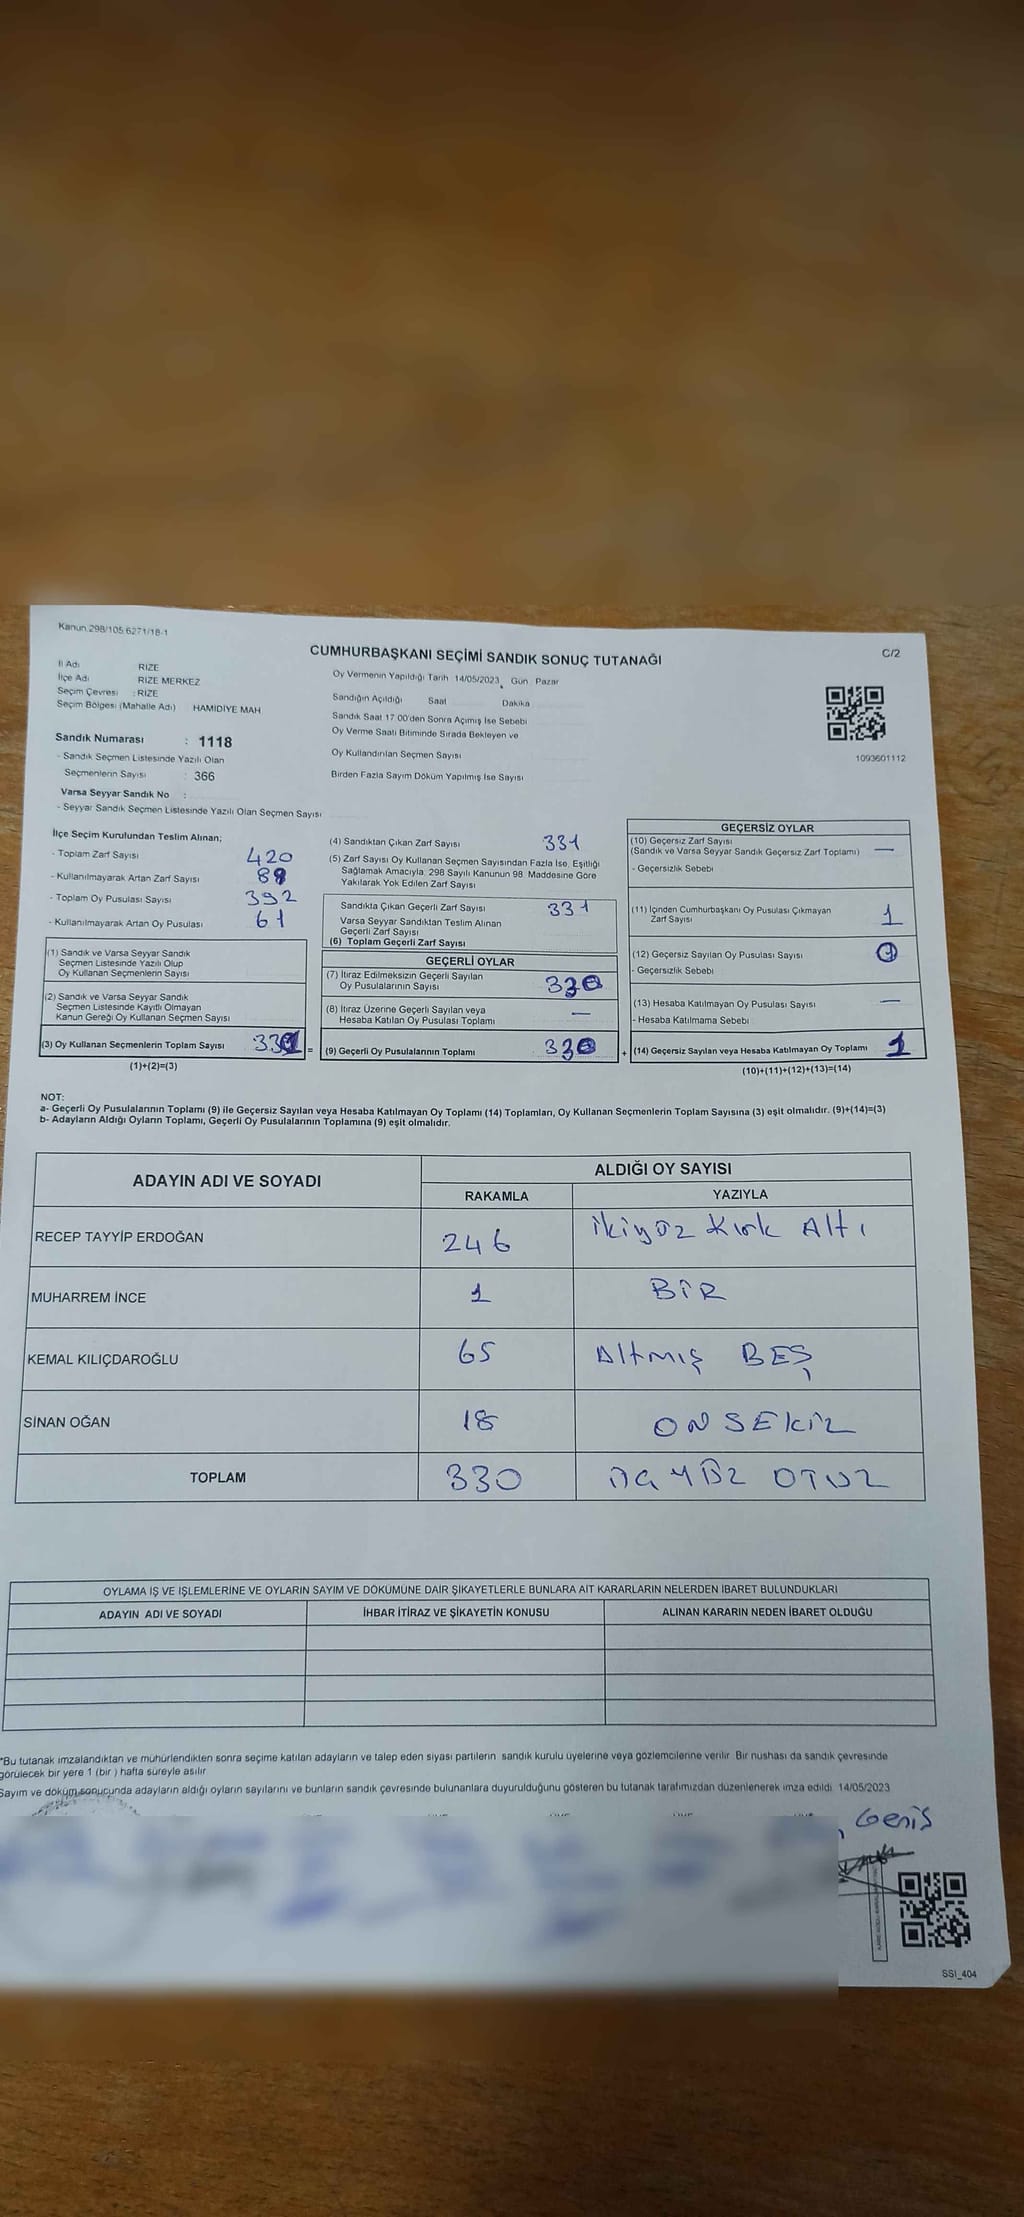 Kanun.298/105.6271/18-1
CUMHURBAŞKANI SEÇİMİ SANDIK SONUÇ TUTANAĞI
C/2
İl Adı RİZE
İlçe Adı RİZE MERKEZ
Seçim Çevresi : RİZE
Seçim Bölgesi (Mahalle Adı) HAMİDİYE MAH
Sandık Numarası : 1118
- Sandık Seçmen Listesinde Yazılı Olan
Seçmenlerin Sayısı : 366
Varsa Seyyar Sandık No :
- Seyyar Sandık Seçmen Listesinde Yazılı Olan Seçmen Sayısı
Oy Vermenin Yapıldığı Tarih 14/05/2023 Gün Pazar
Sandığın Açıldığı Saat Dakika
Sandık Saat 17.00'den Sonra Açımış İse Sebebi
Oy Verme Saati Bitiminde Sırada Bekleyen ve
Oy Kullandırılan Seçmen Sayısı
Birden Fazla Sayım Döküm Yapılmış İse Sayısı
1093601112
İlçe Seçim Kurulundan Teslim Alınan;
- Toplam Zarf Sayısı 420
- Kullanılmayarak Artan Zarf Sayısı 89
- Toplam Oy Pusulası Sayısı 392
- Kullanılmayarak Artan Oy Pusulası 61
(1) Sandık ve Varsa Seyyar Sandık
Seçmen Listesinde Yazılı Olup
Oy Kullanan Seçmenlerin Sayısı
(2) Sandık ve Varsa Seyyar Sandık
Seçmen Listesinde Kayıtlı Olmayan
Kanun Gereği Oy Kullanan Seçmen Sayısı
(3) Oy Kullanan Seçmenlerin Toplam Sayısı 331 =
(1)+(2)=(3)
(4) Sandıktan Çıkan Zarf Sayısı 331
(5) Zarf Sayısı Oy Kullanan Seçmen Sayısından Fazla İse, Eşitliği
Sağlamak Amacıyla, 298 Sayılı Kanunun 98. Maddesine Göre
Yakılarak Yok Edilen Zarf Sayısı
Sandıkta Çıkan Geçerli Zarf Sayısı 331
Varsa Seyyar Sandıktan Teslim Alınan
Geçerli Zarf Sayısı
(6) Toplam Geçerli Zarf Sayısı
GEÇERLİ OYLAR
(7) İtiraz Edilmeksizin Geçerli Sayılan
Oy Pusulalarının Sayısı 330
(8) İtiraz Üzerine Geçerli Sayılan veya
Hesaba Katılan Oy Pusulası Toplamı —
(9) Geçerli Oy Pusulalarının Toplamı 330 +
GEÇERSİZ OYLAR
(10) Geçersiz Zarf Sayısı
(Sandık ve Varsa Seyyar Sandık Geçersiz Zarf Toplamı) —
- Geçersizlik Sebebi
(11) İçinden Cumhurbaşkanı Oy Pusulası Çıkmayan
Zarf Sayısı 1
(12) Geçersiz Sayılan Oy Pusulası Sayısı
- Geçersizlik Sebebi
(13) Hesaba Katılmayan Oy Pusulası Sayısı —
- Hesaba Katılmama Sebebi
(14) Geçersiz Sayılan veya Hesaba Katılmayan Oy Toplamı 1
(10)+(11)+(12)+(13)=(14)
NOT:
a- Geçerli Oy Pusulalarının Toplamı (9) ile Geçersiz Sayılan veya Hesaba Katılmayan Oy Toplamı (14) Toplamları, Oy Kullanan Seçmenlerin Toplam Sayısına (3) eşit olmalıdır. (9)+(14)=(3)
b- Adayların Aldığı Oyların Toplamı, Geçerli Oy Pusulalarının Toplamına (9) eşit olmalıdır.
ADAYIN ADI VE SOYADI ALDIĞI OY SAYISI
RAKAMLA YAZIYLA
RECEP TAYYİP ERDOĞAN 246 ikiyüz Kırk Altı
MUHARREM İNCE 1 BİR
KEMAL KILIÇDAROĞLU 65 Altmış BEŞ
SİNAN OĞAN 18 ON SEKİZ
TOPLAM 330 ÜÇ YÜZ OTUZ
OYLAMA İŞ VE İŞLEMLERİNE VE OYLARIN SAYIM VE DÖKÜMÜNE DAİR ŞİKAYETLERLE BUNLARA AİT KARARLARIN NELERDEN İBARET BULUNDUKLARI
ADAYIN ADI VE SOYADI İHBAR İTİRAZ VE ŞİKAYETİN KONUSU ALINAN KARARIN NEDEN İBARET OLDUĞU
*Bu tutanak imzalandıktan ve mühürlendikten sonra seçime katılan adayların ve talep eden siyasi partilerin sandık kurulu üyelerine veya gözlemcilerine verilir. Bir nüshası da sandık çevresinde
görülecek bir yere 1 (bir ) hafta süreyle asılır.
Sayım ve döküm sonucunda adayların aldığı oyların sayılarını ve bunların sandık çevresinde bulunanlara duyurulduğunu gösteren bu tutanak tarafımızdan düzenlenerek imza edildi. 14/05/2023
Geniş
SSI_404